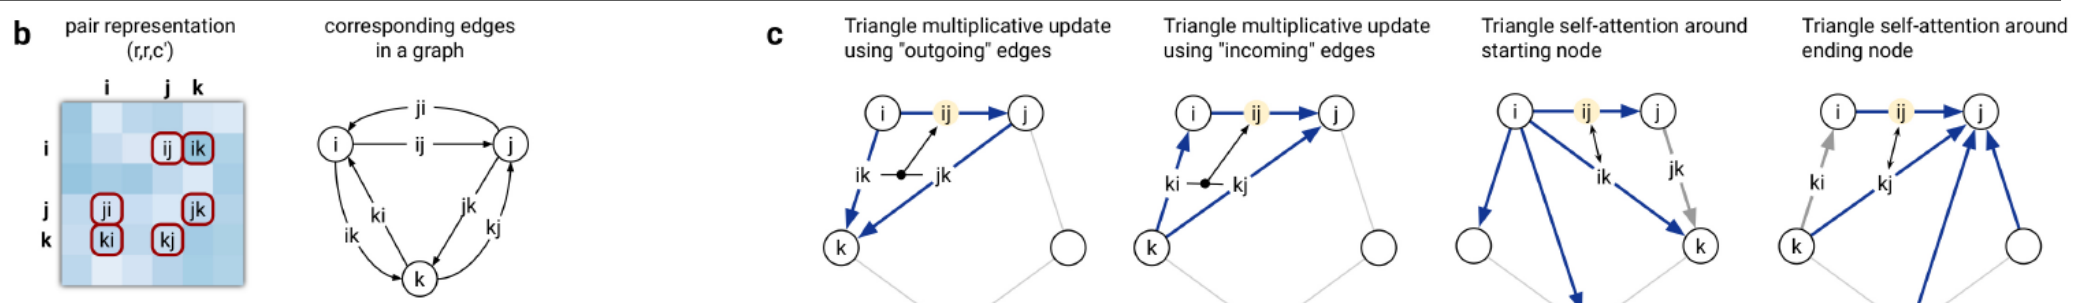 b
pair representation
(r,r,c')
i j k
i ij ik
j ji jk
k ki kj
corresponding edges
in a graph
ji
i ij j
ki jk
ik kj
k
c
Triangle multiplicative update
using "outgoing" edges
i ij j
ik jk
k
Triangle multiplicative update
using "incoming" edges
i ij j
ki kj
k
Triangle self-attention around
starting node
i ij j
ik jk
k
Triangle self-attention around
ending node
i ij j
ki kj
k